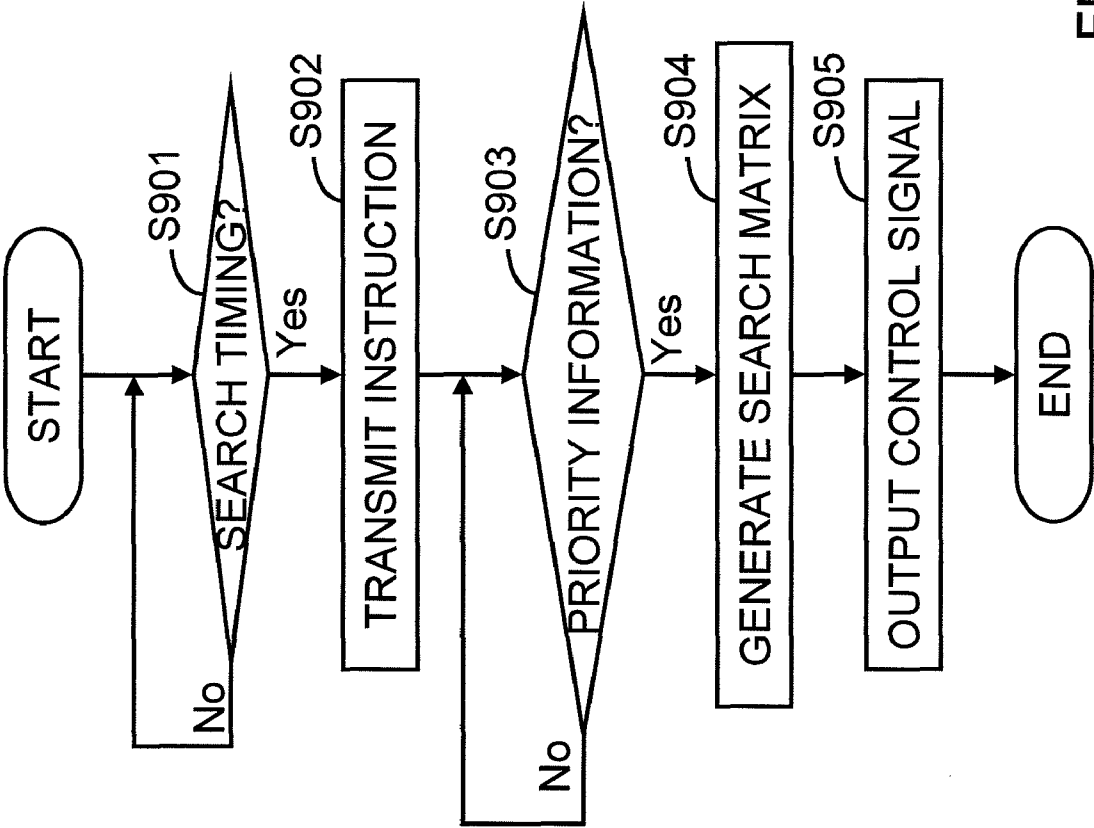 START
S901
SEARCH TIMING?
No
Yes
S902
TRANSMIT INSTRUCTION
S903
PRIORITY INFORMATION?
No
Yes
S904
GENERATE SEARCH MATRIX
S905
OUTPUT CONTROL SIGNAL
END